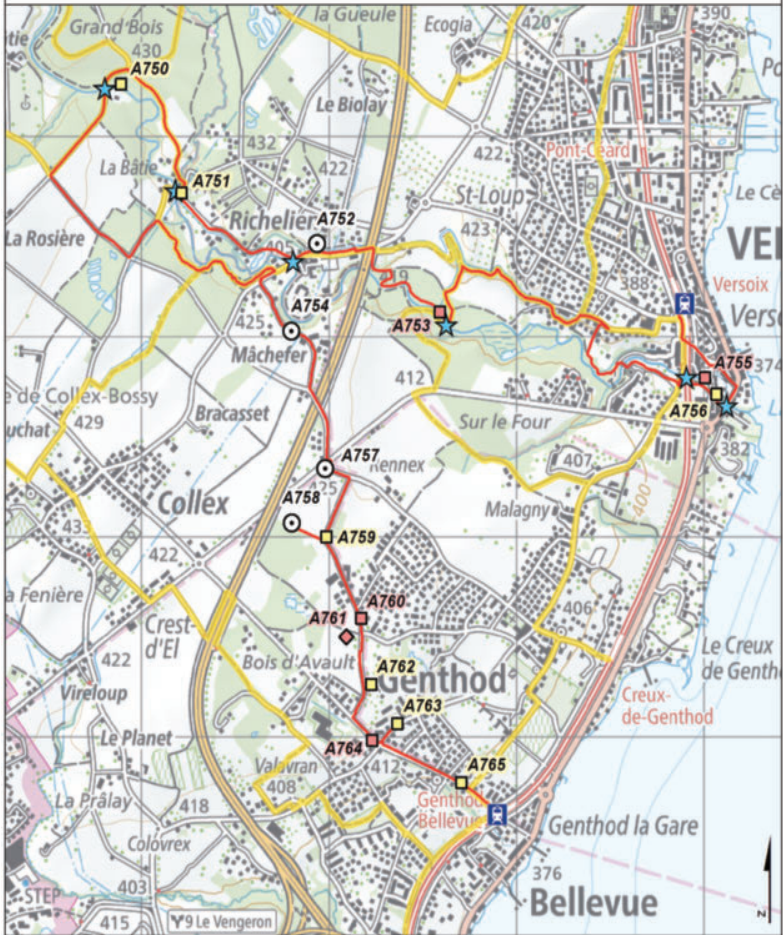 la Gueule
Ecogia
420
390
Grand'Bois
430
A750
Le Biolay
432
422
422
Pont-Céard
La Bâtie
A751
St-Loup
Richelier
A752
423
La Rosière
VE
388
Versoix
A754
425
A753
Mâchefer
A755
374
412
A756
e de Collex-Bossy
429
Bracasset
Sur le Four
uchat
382
A757
407
Rennex
425
400
Collex
A758
Malagny
433
A759
422
a Fenière
A760
406
Crest-
d'El
A761
Le Creux
de Gentho
422
Bois d'Avault
A762
Vireloup
Genthod
A763
Creux-
de-Genthod
Le Planet
A764
Valavran
412
A765
La Prâlay
418
408
Genthod
Bellevue
Genthod la Gare
Colovrex
376
403
STEP
Bellevue
415
9 Le Vengeron
N